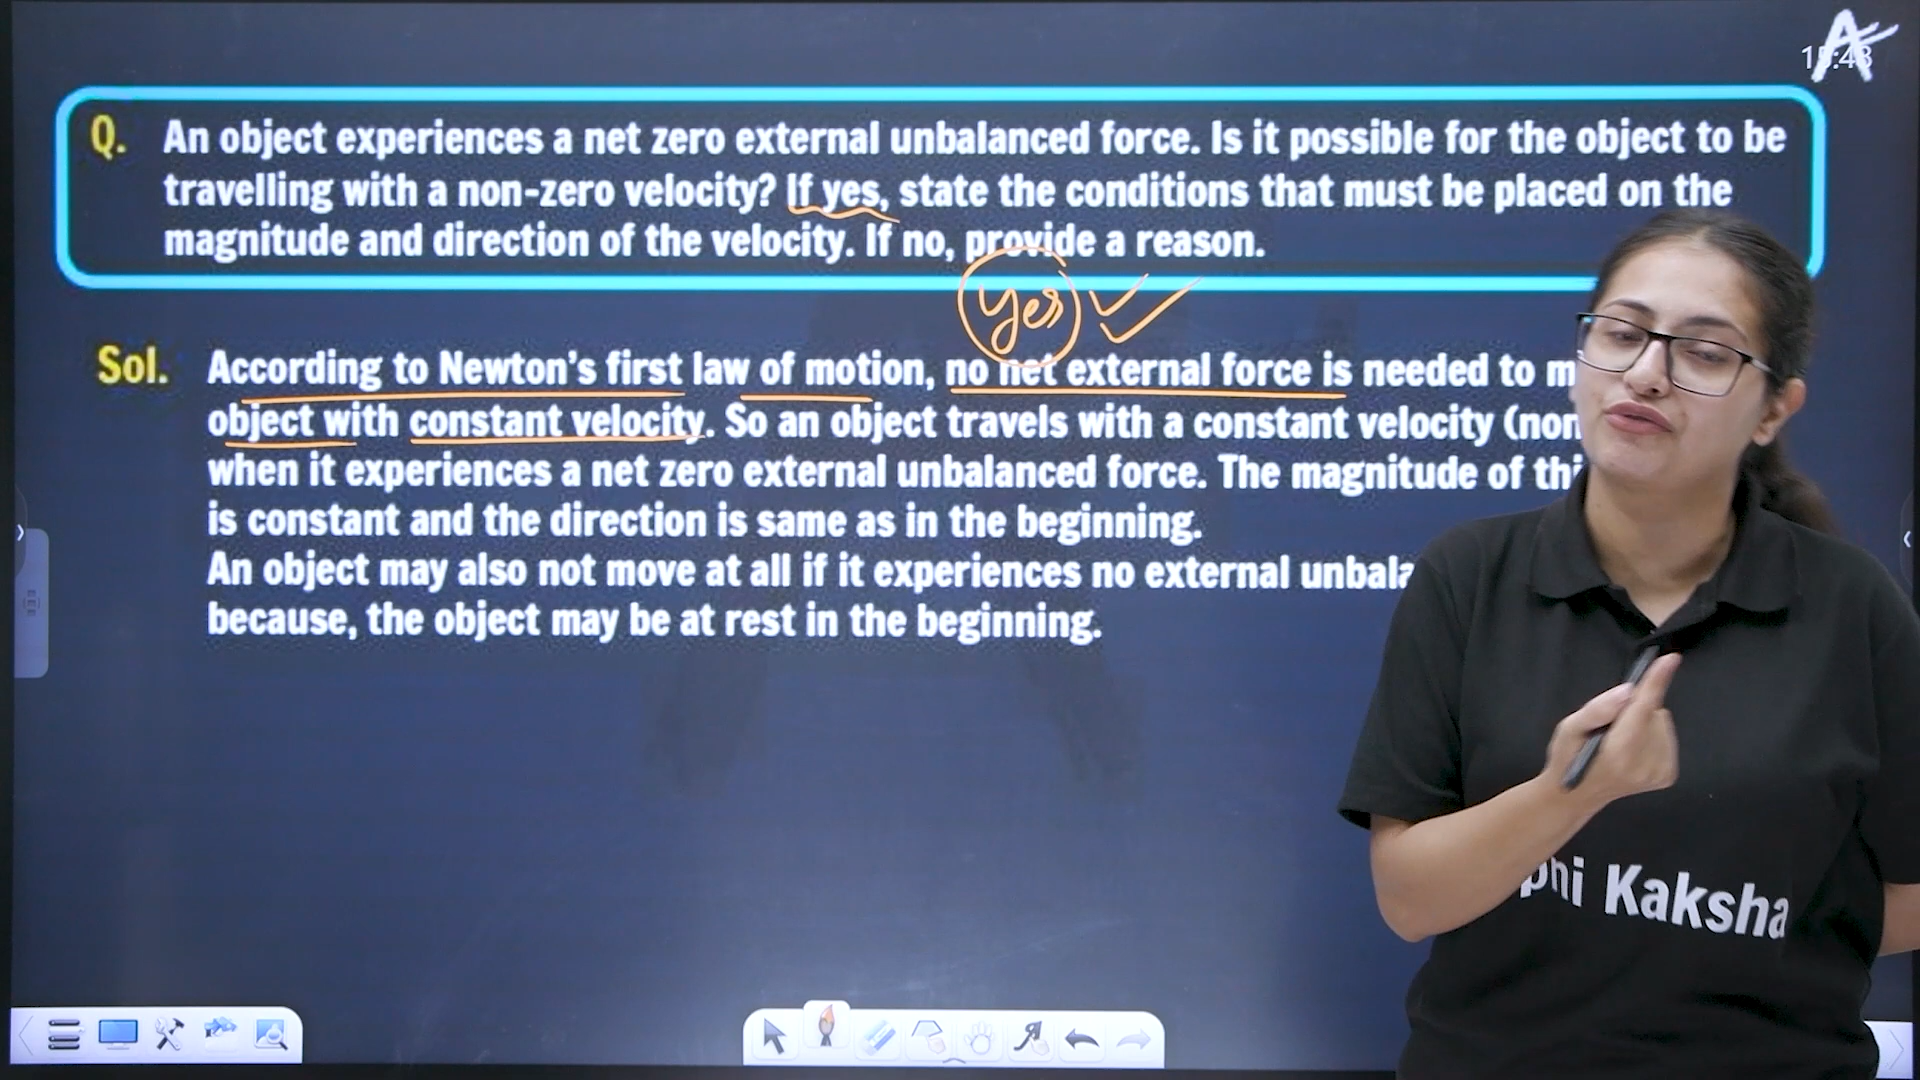 Q. An object experiences a net zero external unbalanced force. Is it possible for the object to be
travelling with a non-zero velocity? If yes, state the conditions that must be placed on the
magnitude and direction of the velocity. If no, provide a reason.
Yes
Sol. According to Newton's first law of motion, no net external force is needed to
object with constant velocity. So an object travels with a constant velocity
when it experiences a net zero external unbalanced force. The magnitude of
is constant and the direction is same as in the beginning.
An object may also not move at all if it experiences no external
because, the object may be at rest in the beginning.
Kaksha